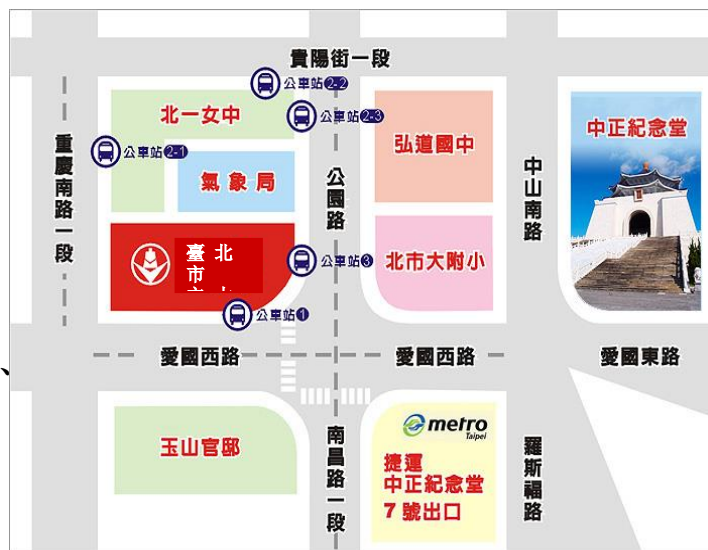 貴陽街一段
公車站2-2
北一女中
公車站2-3
弘道國中
中正紀念堂
重慶南路一段
公車站2-1
氣象局
公園路
中山南路
臺北
市
公車站3
北市大附小
公車站1
愛國西路
愛國西路
愛國東路
、
玉山官邸
南昌路一段
metro
Taipei
捷運
中正紀念堂
7號出口
羅斯福路